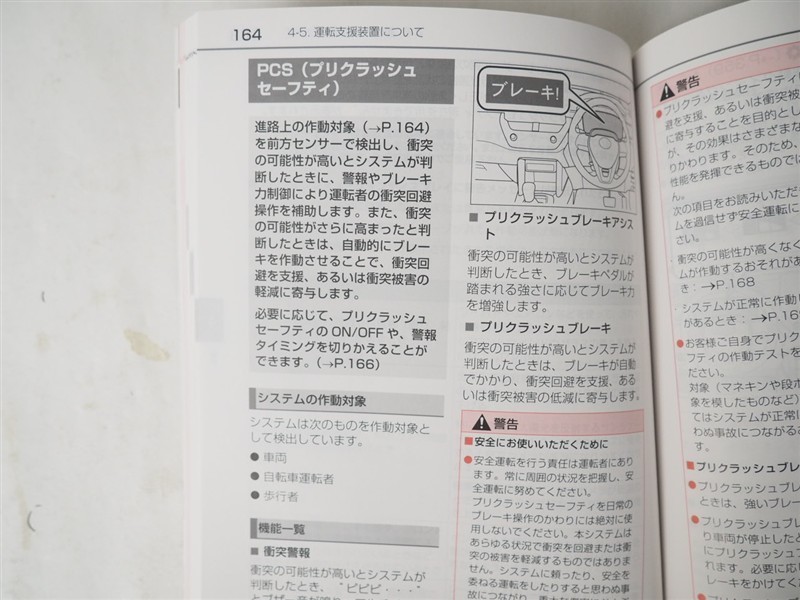 164
4-5. 運転支援装置について
PCS（プリクラッシュ
セーフティ）
進路上の作動対象（→P.164）
を前方センサーで検出し、衝突
の可能性が高いとシステムが判
断したときに、警報やブレーキ
力制御により運転者の衝突回避
操作を補助します。また、衝突
の可能性がさらに高まったと判
断したときは、自動的にブレー
キを作動させることで、衝突回
避を支援、あるいは衝突被害の
軽減に寄与します。
必要に応じて、プリクラッシュ
セーフティの ON/OFF や、警報
タイミングを切りかえることが
できます。（→P.166）
システムの作動対象
システムは次のものを作動対象と
して検出しています。
● 車両
● 自転車運転者
● 歩行者
機能一覧
■ 衝突警報
衝突の可能性が高いとシステムが
判断したとき、“ピピピ・・・”
ブレーキ!
■ プリクラッシュブレーキアシス
ト
衝突の可能性が高いとシステムが
判断したとき、ブレーキペダルが
踏まれる強さに応じてブレーキ力
を増強します。
■ プリクラッシュブレーキ
衝突の可能性が高いとシステムが
判断したときは、ブレーキが自動
でかかり、衝突回避を支援、ある
いは衝突被害の低減に寄与します。
警告
■安全にお使いいただくために
●安全運転を行う責任は運転者にあり
ます。常に周囲の状況を把握し、安
全運転に努めてください。
プリクラッシュセーフティを日常の
ブレーキ操作のかわりには絶対に使
用しないでください。本システムは
あらゆる状況で衝突を回避または衝
突の被害を軽減するものではありま
せん。システムに頼ったり、安全を
委ねる運転をしたりすると思わぬ事
警告
●プリクラッシュセーフティ
避を支援、あるいは衝突被
に寄与することを目的とし
が、その効果はさまざまな
りかわります。そのため、
性能を発揮できるものでは
ん。
次の項目をお読みいただ
ムを過信せず安全運転に
さい。
衝突の可能性が高くなく
ムが作動するおそれがあ
き：→P.168
システムが正常に作動
があるとき：→P.16
●お客様ご自身でプリク
フティの作動テストを
ださい。
対象（マネキンや段ボ
象を模したものなど）
てはシステムが正常に
わぬ事故につながるこ
す。
■プリクラッシュブレ
●プリクラッシュブレ
ときは、強いブレー
●プリクラッシュブレ
り車両が停止したと
にプリクラッシュブ
れます。必要に応じ
レーキをかけてくだ